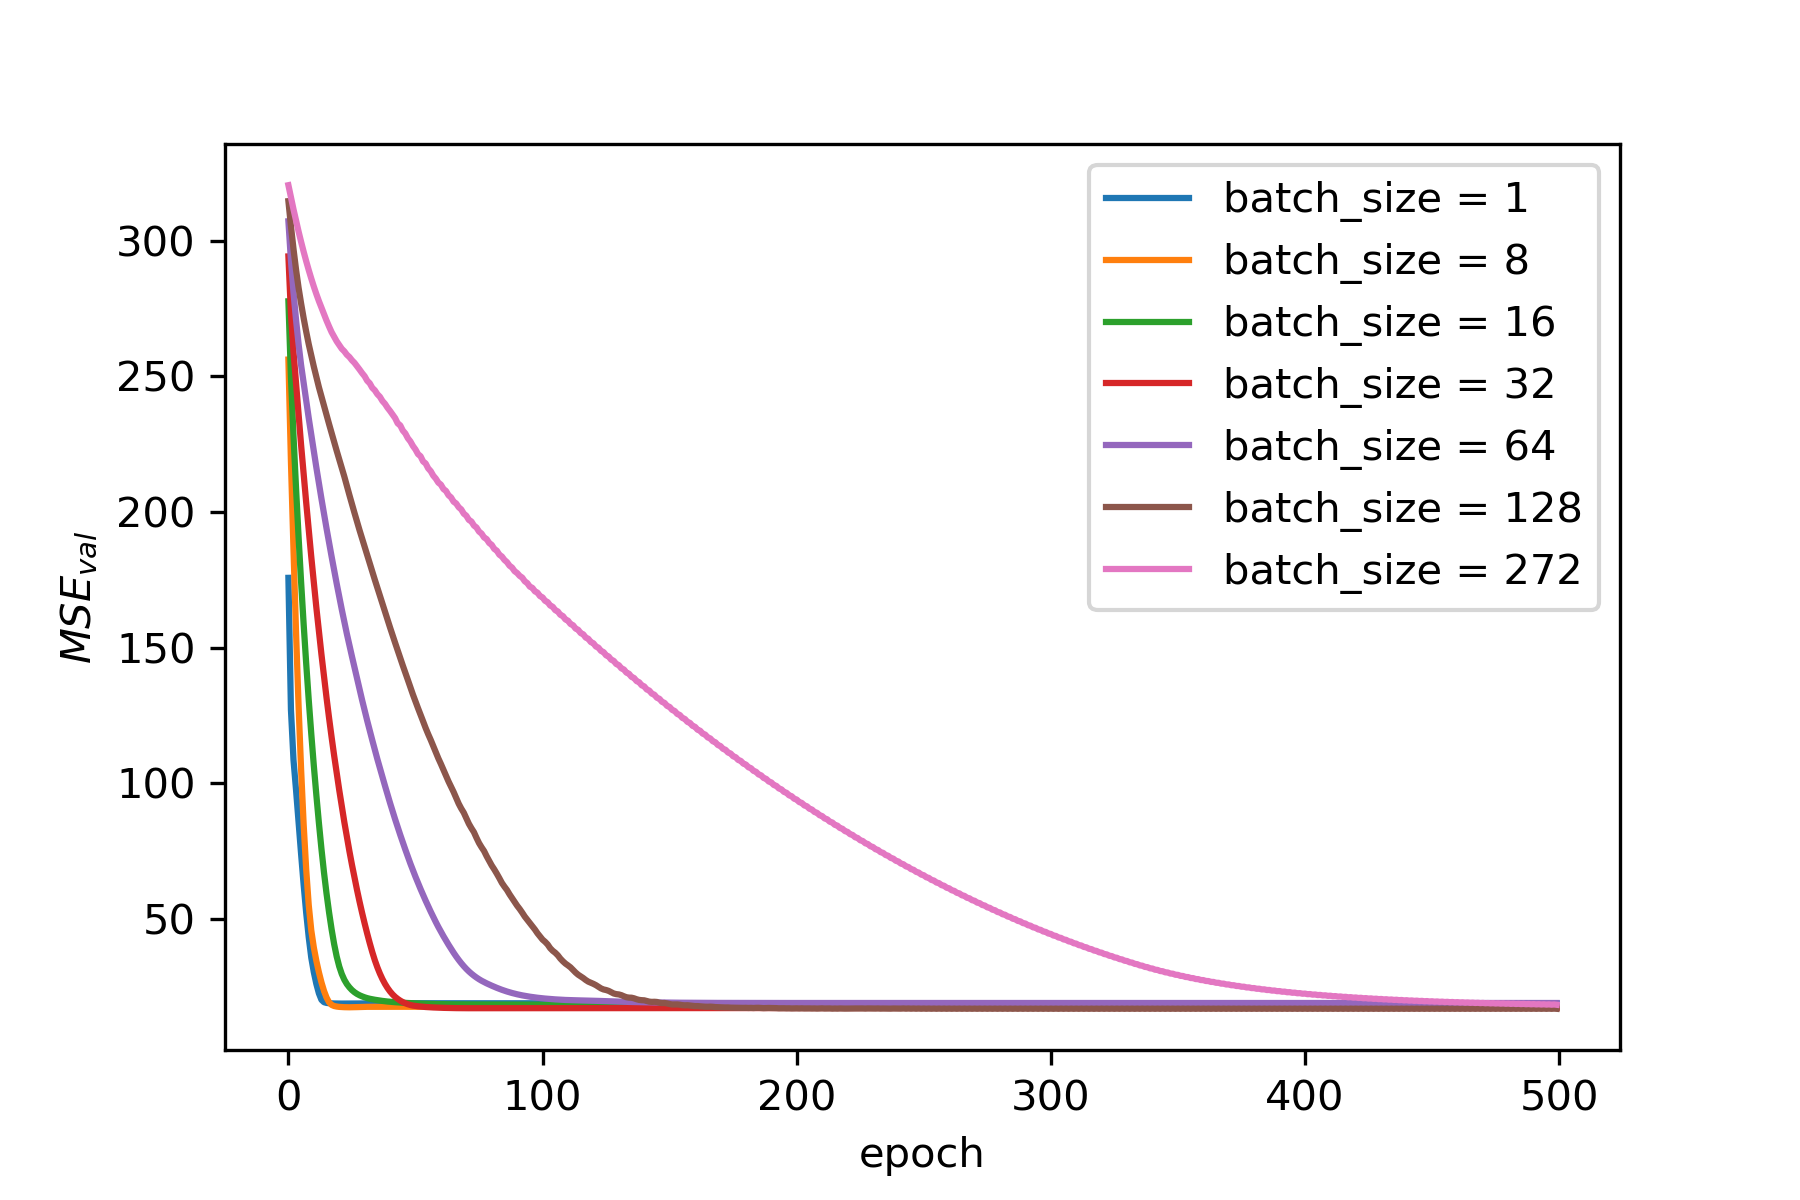 batch_size = 1
batch_size = 8
batch_size = 16
batch_size = 32
batch_size = 64
batch_size = 128
batch_size = 272
300
250
200
150
100
50
MSE_val
0 100 200 300 400 500
epoch